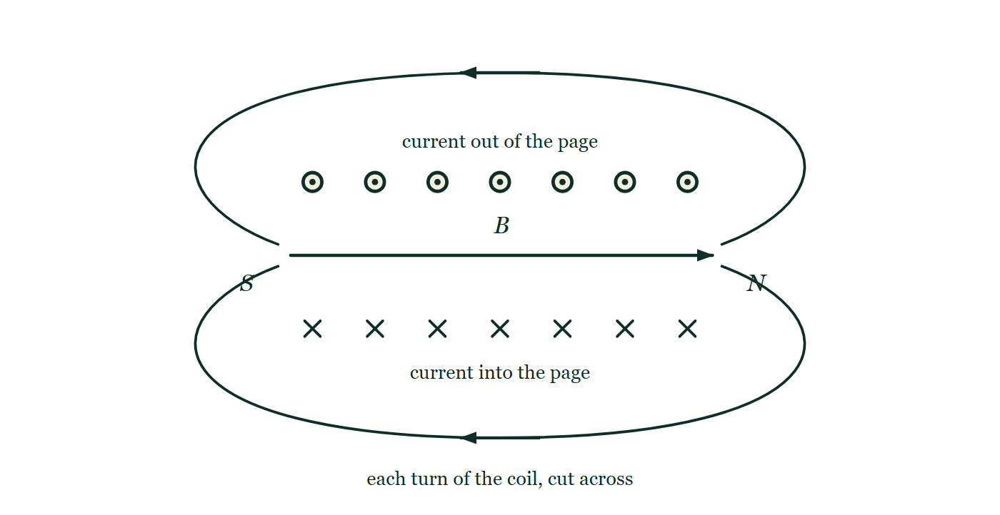 current out of the page
B
S
N
current into the page
each turn of the coil, cut across